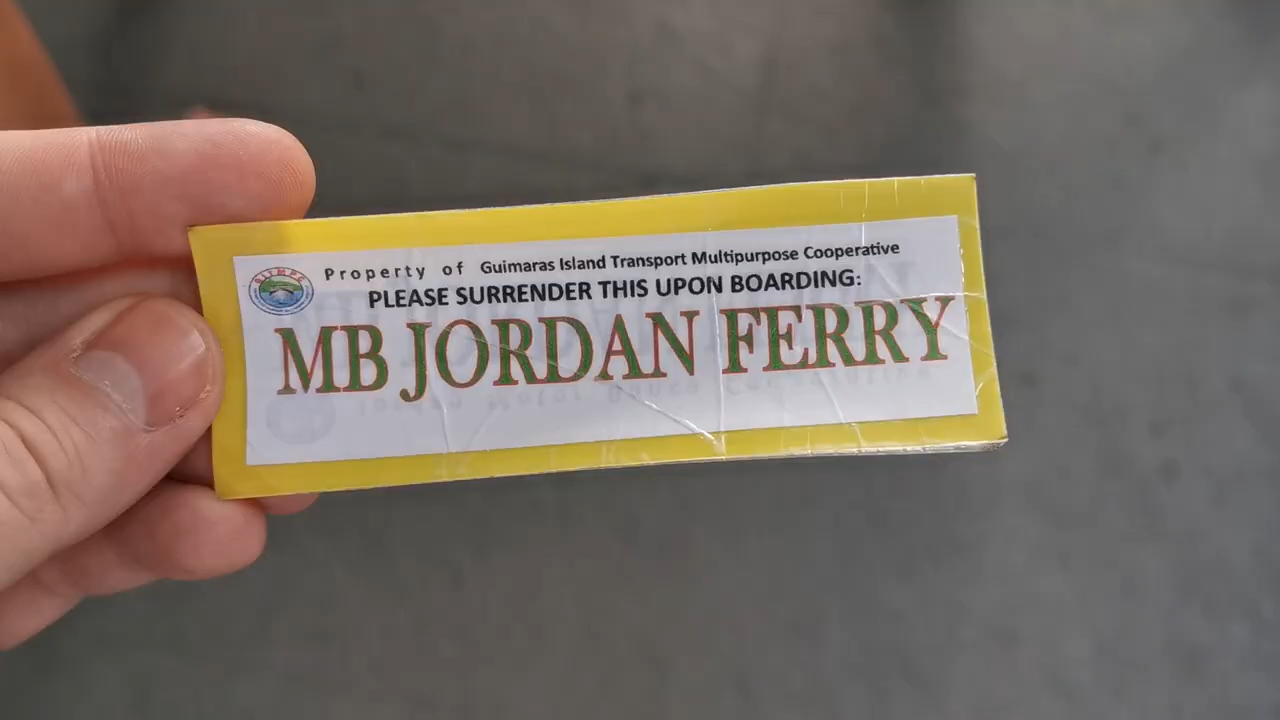 Property of Guimaras Island Transport Multipurpose Cooperative
PLEASE SURRENDER THIS UPON BOARDING:
MB JORDAN FERRY